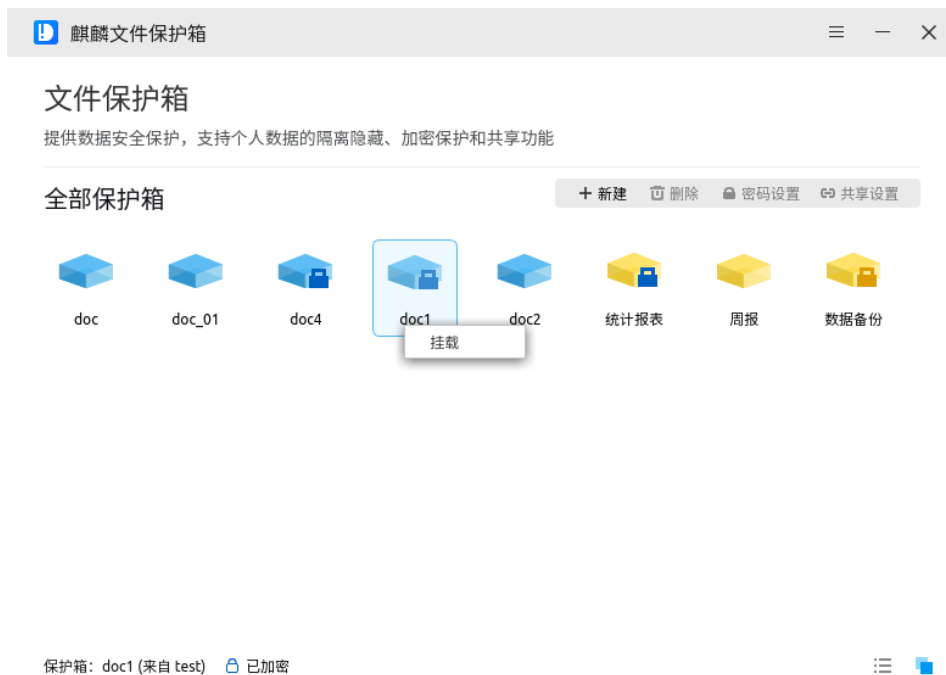 麒麟文件保护箱
文件保护箱
提供数据安全保护，支持个人数据的隔离隐藏、加密保护和共享功能
全部保护箱
新建 删除 密码设置 共享设置
doc doc_01 doc4 doc1 doc2 统计报表 周报 数据备份
挂载
保护箱：doc1 (来自 test) 已加密